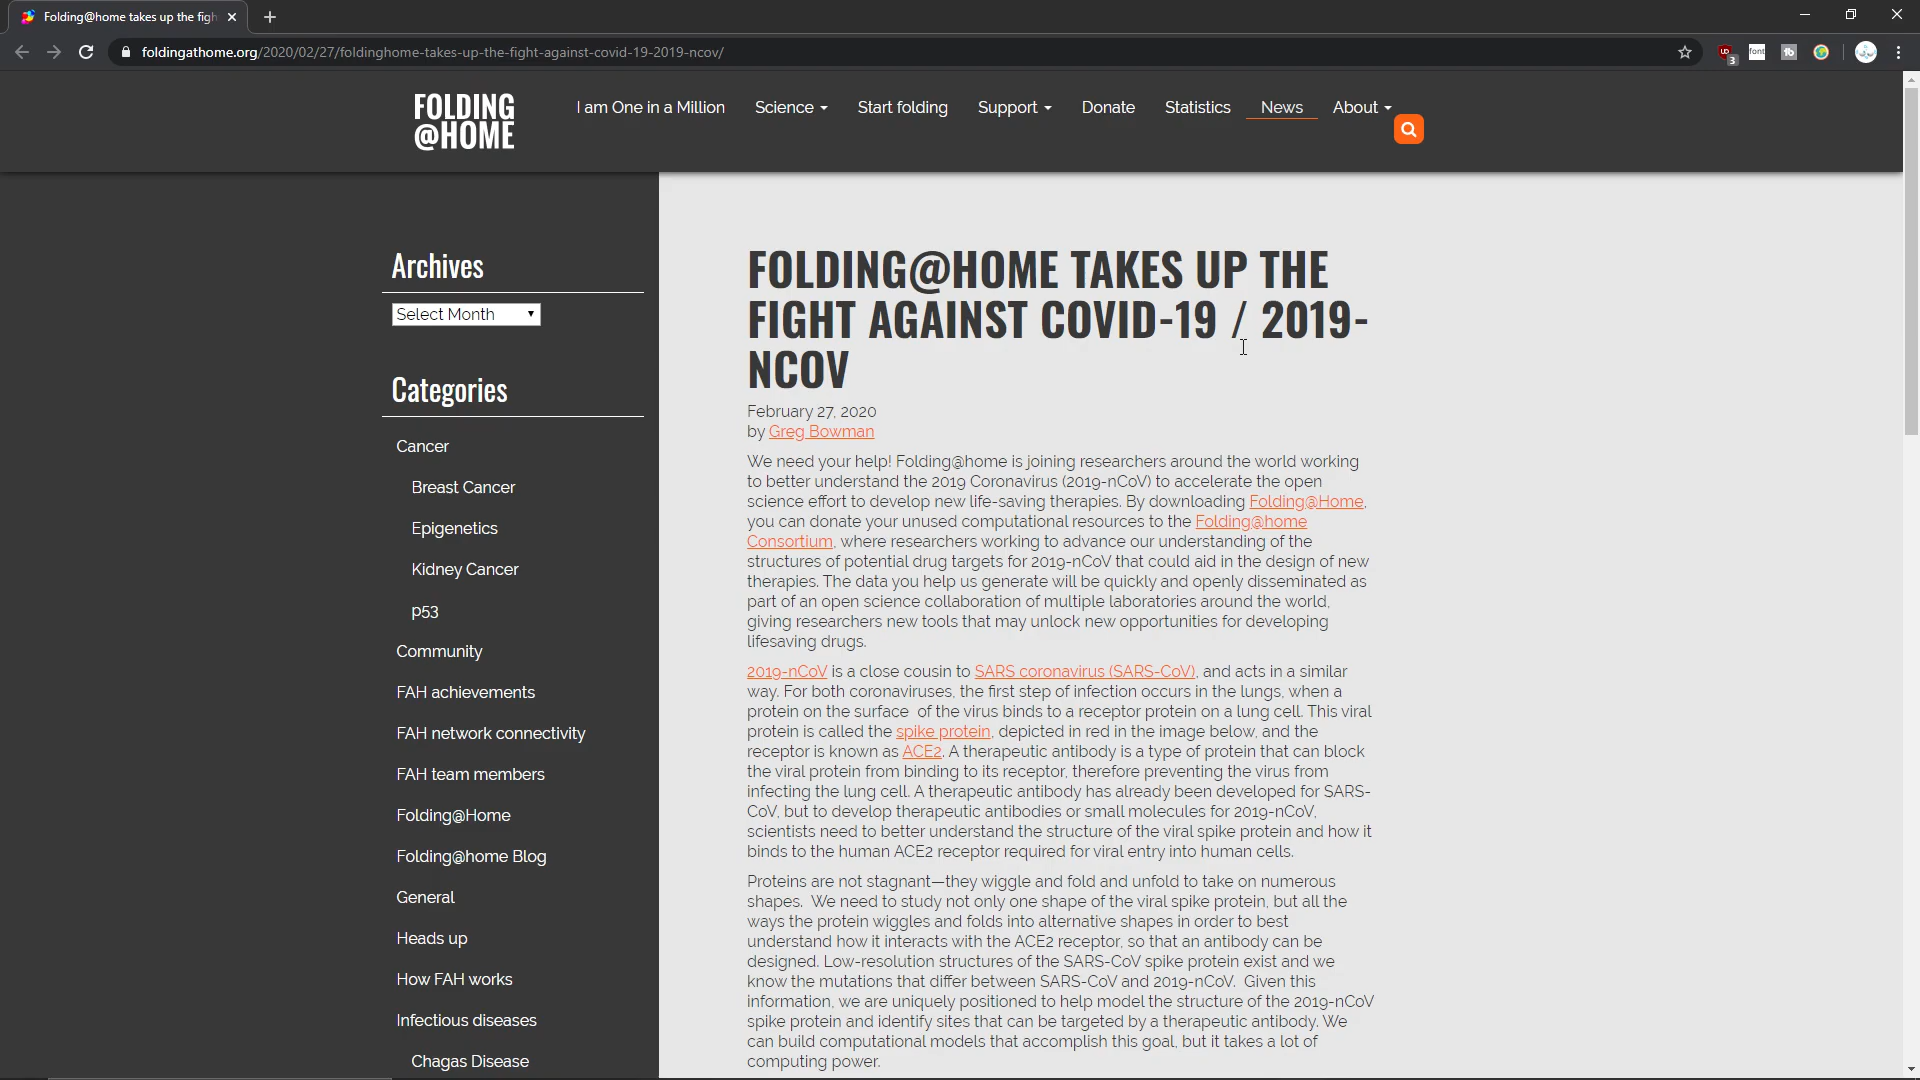 Folding@home takes up the figh
foldingathome.org/2020/02/27/foldinghome-takes-up-the-fight-against-covid-19-2019-ncov/
3
font
FOLDING
@HOME
I am One in a Million
Science
Start folding
Support
Donate
Statistics
News
About
Archives
Select Month
Categories
Cancer
Breast Cancer
Epigenetics
Kidney Cancer
p53
Community
FAH achievements
FAH network connectivity
FAH team members
Folding@Home
Folding@home Blog
General
Heads up
How FAH works
Infectious diseases
Chagas Disease
FOLDING@HOME TAKES UP THE
FIGHT AGAINST COVID-19 / 2019-
NCOV
February 27, 2020
by Greg Bowman
We need your help! Folding@home is joining researchers around the world working
to better understand the 2019 Coronavirus (2019-nCoV) to accelerate the open
science effort to develop new life-saving therapies. By downloading Folding@Home,
you can donate your unused computational resources to the Folding@home
Consortium, where researchers working to advance our understanding of the
structures of potential drug targets for 2019-nCoV that could aid in the design of new
therapies. The data you help us generate will be quickly and openly disseminated as
part of an open science collaboration of multiple laboratories around the world,
giving researchers new tools that may unlock new opportunities for developing
lifesaving drugs.
2019-nCoV is a close cousin to SARS coronavirus (SARS-CoV), and acts in a similar
way. For both coronaviruses, the first step of infection occurs in the lungs, when a
protein on the surface  of the virus binds to a receptor protein on a lung cell. This viral
protein is called the spike protein, depicted in red in the image below, and the
receptor is known as ACE2. A therapeutic antibody is a type of protein that can block
the viral protein from binding to its receptor, therefore preventing the virus from
infecting the lung cell. A therapeutic antibody has already been developed for SARS-
CoV, but to develop therapeutic antibodies or small molecules for 2019-nCoV,
scientists need to better understand the structure of the viral spike protein and how it
binds to the human ACE2 receptor required for viral entry into human cells.
Proteins are not stagnant—they wiggle and fold and unfold to take on numerous
shapes.  We need to study not only one shape of the viral spike protein, but all the
ways the protein wiggles and folds into alternative shapes in order to best
understand how it interacts with the ACE2 receptor, so that an antibody can be
designed. Low-resolution structures of the SARS-CoV spike protein exist and we
know the mutations that differ between SARS-CoV and 2019-nCoV.  Given this
information, we are uniquely positioned to help model the structure of the 2019-nCoV
spike protein and identify sites that can be targeted by a therapeutic antibody. We
can build computational models that accomplish this goal, but it takes a lot of
computing power.